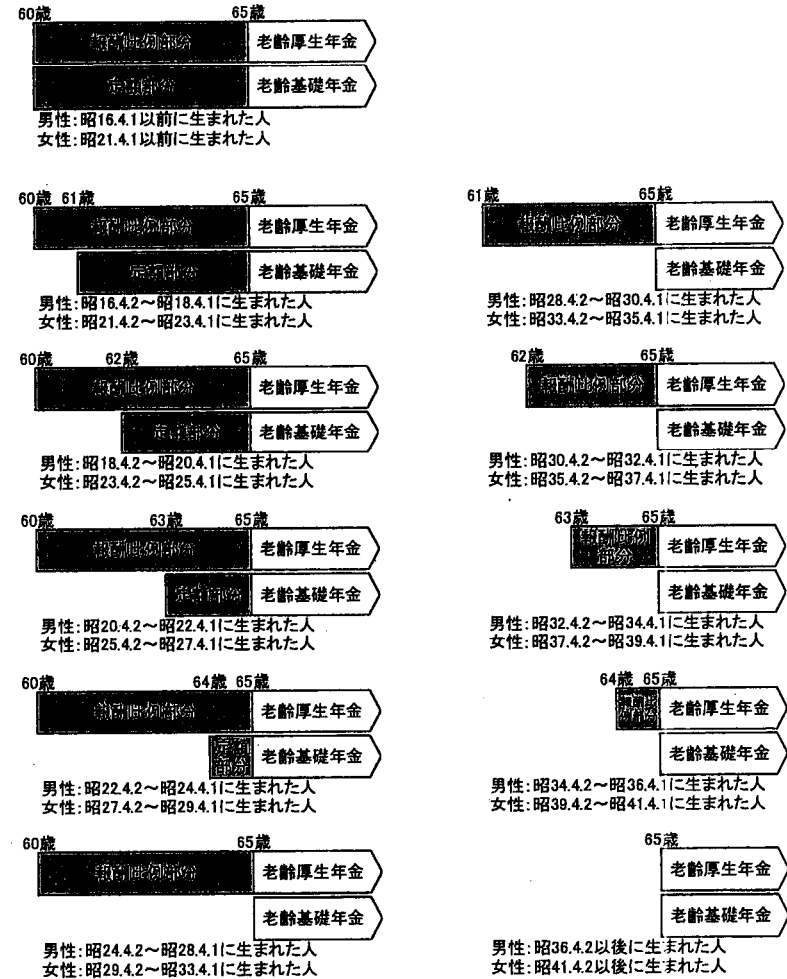 60歳 65歳
報酬比例部分 老齢厚生年金
定額部分 老齢基礎年金
男性:昭16.4.1以前に生まれた人
女性:昭21.4.1以前に生まれた人
60歳 61歳 65歳
報酬比例部分 老齢厚生年金
定額部分 老齢基礎年金
男性:昭16.4.2～昭18.4.1に生まれた人
女性:昭21.4.2～昭23.4.1に生まれた人
60歳 62歳 65歳
報酬比例部分 老齢厚生年金
定額部分 老齢基礎年金
男性:昭18.4.2～昭20.4.1に生まれた人
女性:昭23.4.2～昭25.4.1に生まれた人
60歳 63歳 65歳
報酬比例部分 老齢厚生年金
定額部分 老齢基礎年金
男性:昭20.4.2～昭22.4.1に生まれた人
女性:昭25.4.2～昭27.4.1に生まれた人
60歳 64歳 65歳
報酬比例部分 老齢厚生年金
定額
部分 老齢基礎年金
男性:昭22.4.2～昭24.4.1に生まれた人
女性:昭27.4.2～昭29.4.1に生まれた人
60歳 65歳
報酬比例部分 老齢厚生年金
老齢基礎年金
男性:昭24.4.2～昭28.4.1に生まれた人
女性:昭29.4.2～昭33.4.1に生まれた人
61歳 65歳
報酬比例部分 老齢厚生年金
老齢基礎年金
男性:昭28.4.2～昭30.4.1に生まれた人
女性:昭33.4.2～昭35.4.1に生まれた人
62歳 65歳
報酬比例部分 老齢厚生年金
老齢基礎年金
男性:昭30.4.2～昭32.4.1に生まれた人
女性:昭35.4.2～昭37.4.1に生まれた人
63歳 65歳
報酬比例
部分 老齢厚生年金
老齢基礎年金
男性:昭32.4.2～昭34.4.1に生まれた人
女性:昭37.4.2～昭39.4.1に生まれた人
64歳 65歳
老齢厚生年金
老齢基礎年金
男性:昭34.4.2～昭36.4.1に生まれた人
女性:昭39.4.2～昭41.4.1に生まれた人
65歳
老齢厚生年金
老齢基礎年金
男性:昭36.4.2以後に生まれた人
女性:昭41.4.2以後に生まれた人